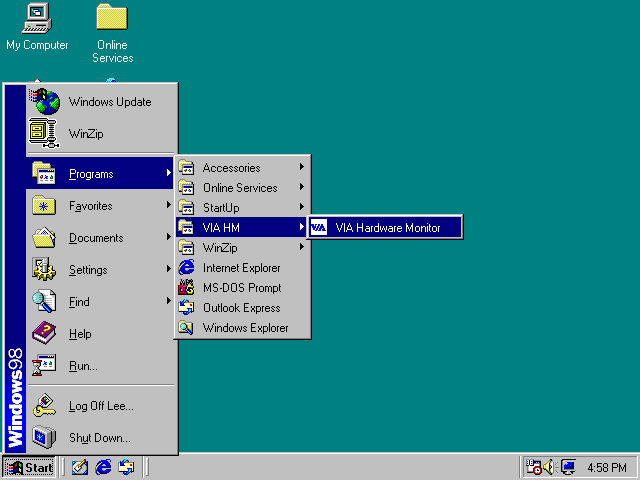 My Computer
Online
Services
Windows Update
WinZip
Programs
Favorites
Documents
Settings
Find
Help
Run...
Log Off Lee...
Shut Down...
Windows98
Accessories
Online Services
StartUp
VIA HM
WinZip
Internet Explorer
MS-DOS Prompt
Outlook Express
Windows Explorer
VIA
VIA Hardware Monitor
Start
4:58 PM